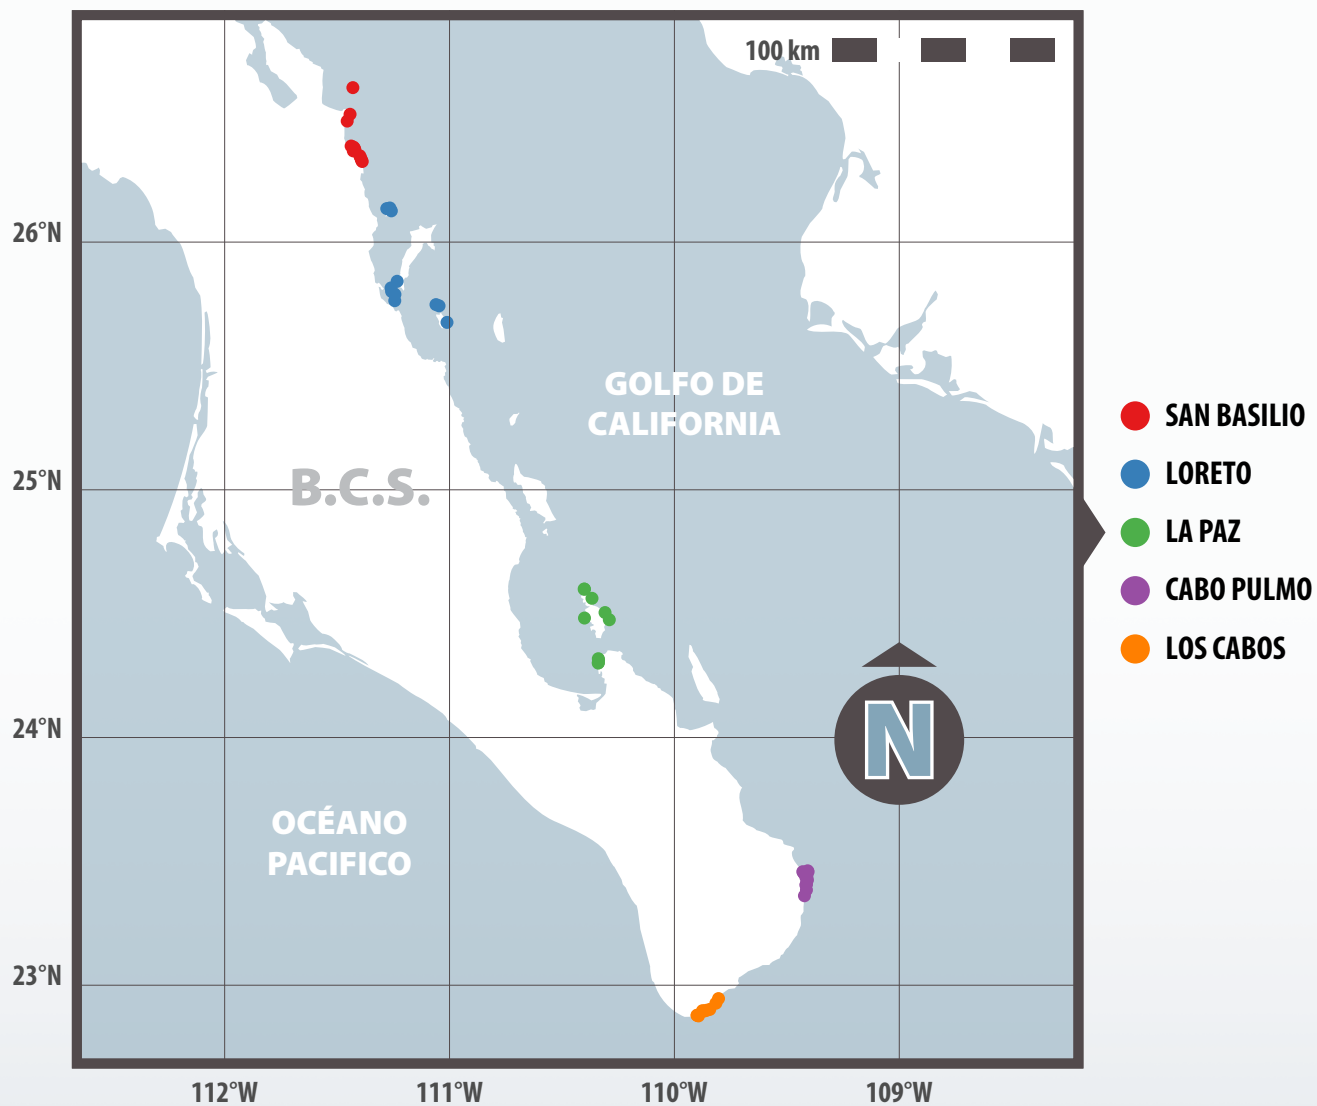 100 km
26°N
25°N
24°N
23°N
GOLFO DE
CALIFORNIA
B.C.S.
N
OCÉANO
PACIFICO
112°W
111°W
110°W
109°W
SAN BASILIO
LORETO
LA PAZ
CABO PULMO
LOS CABOS